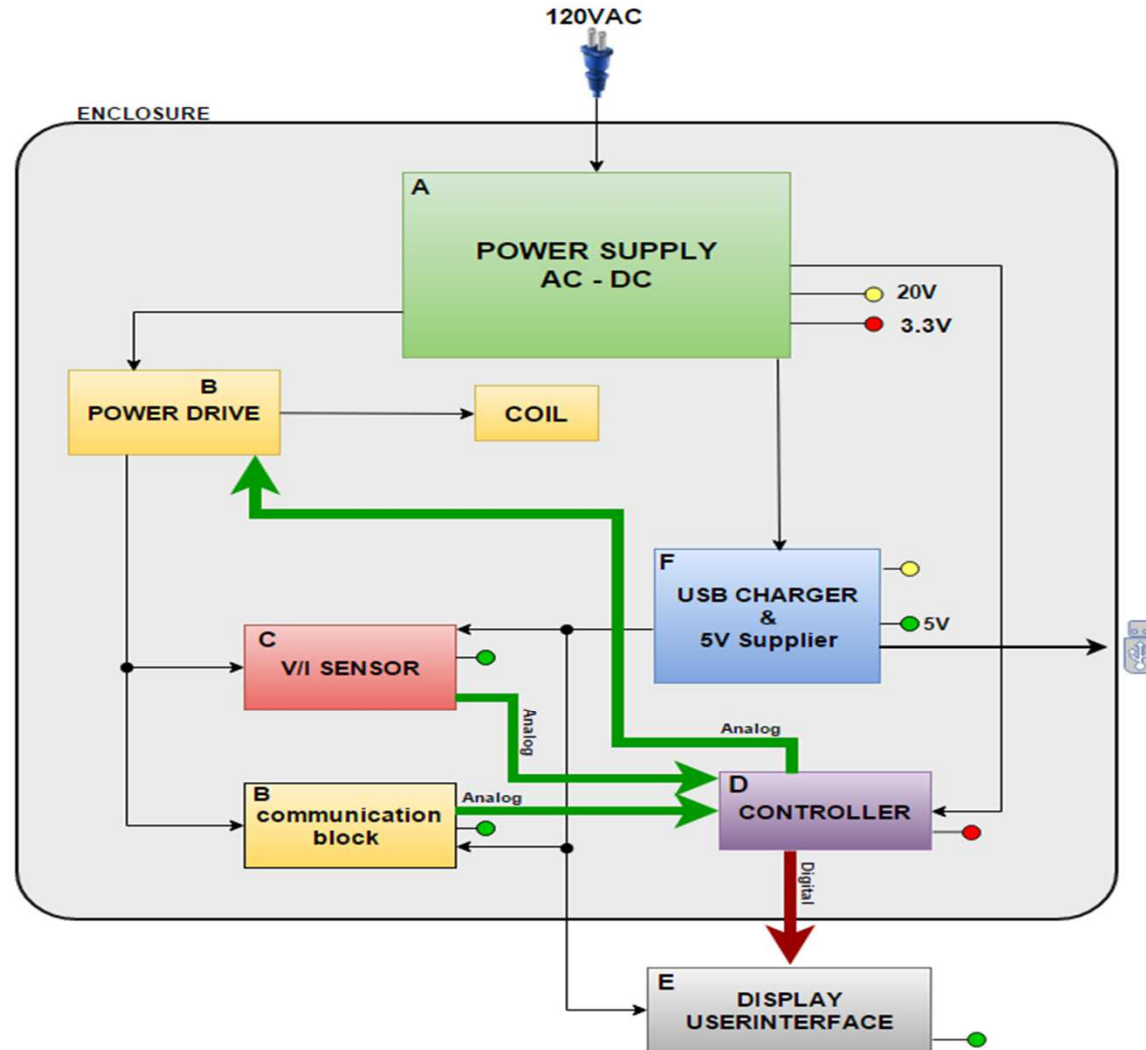 120VAC
ENCLOSURE
A
POWER SUPPLY
AC - DC
20V
3.3V
B
POWER DRIVE
COIL
F
USB CHARGER
&
5V Supplier
5V
C
V/I SENSOR
Analog
Analog
B
communication
block
Analog
D
CONTROLLER
Digital
E
DISPLAY
USERINTERFACE